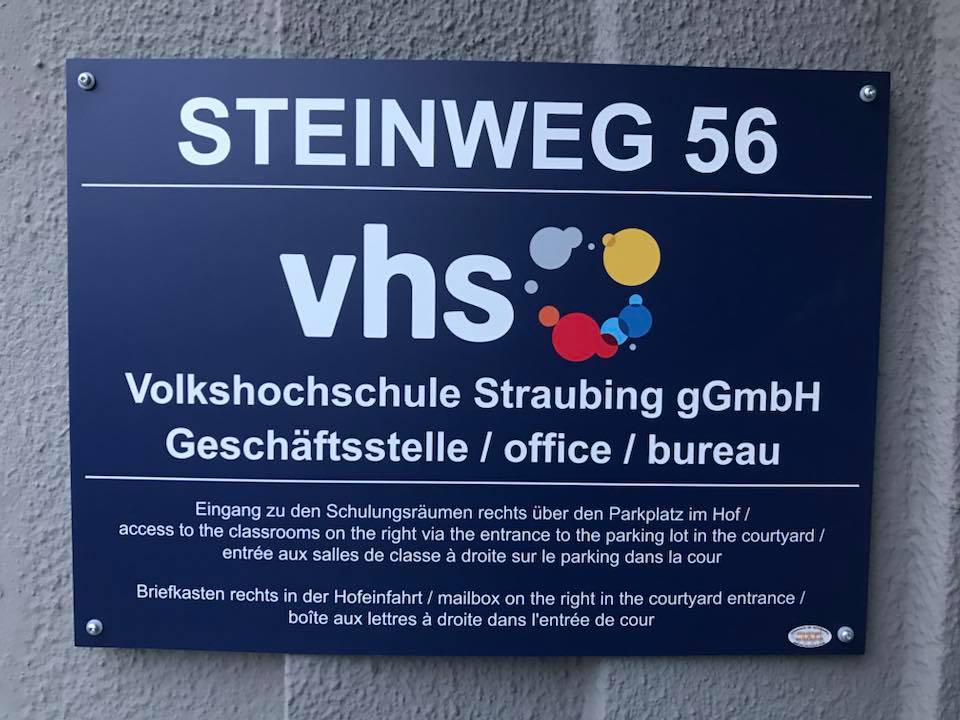 STEINWEG 56
vhs
Volkshochschule Straubing gGmbH
Geschäftsstelle / office / bureau
Eingang zu den Schulungsräumen rechts über den Parkplatz im Hof /
access to the classrooms on the right via the entrance to the parking lot in the courtyard /
entrée aux salles de classe à droite sur le parking dans la cour
Briefkasten rechts in der Hofeinfahrt / mailbox on the right in the courtyard entrance /
boîte aux lettres à droite dans l'entrée de cour